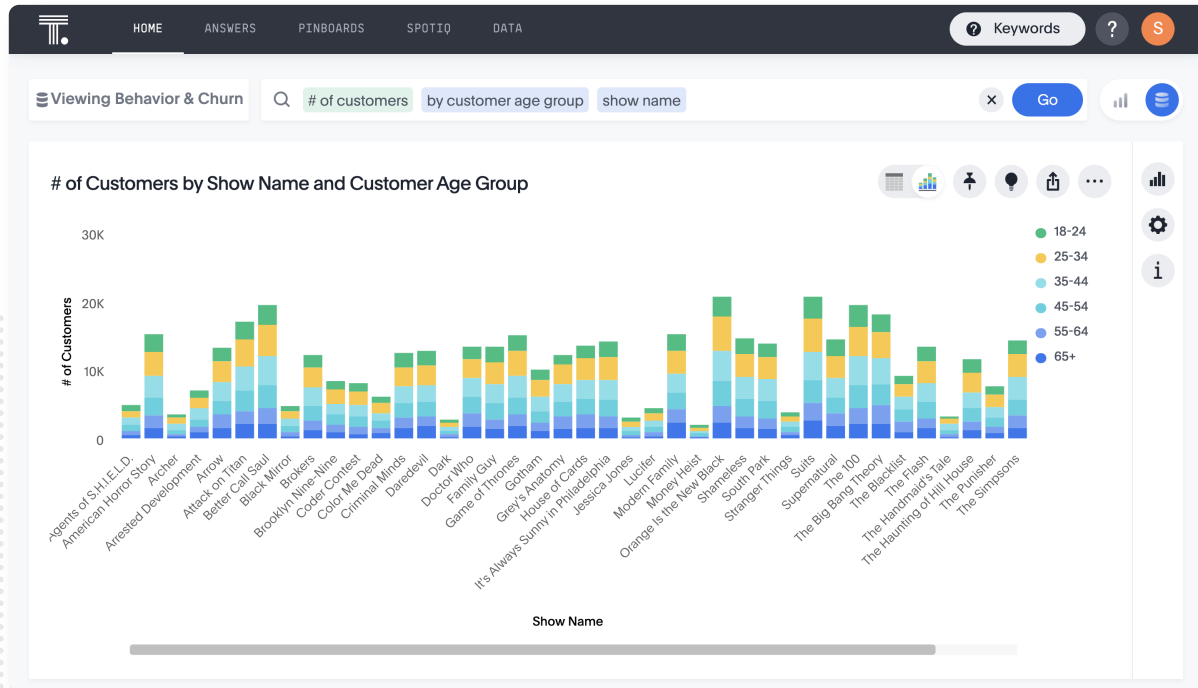 T.
HOME
ANSWERS
PINBOARDS
SPOTIQ
DATA
Keywords
?
S
Viewing Behavior & Churn
# of customers
by customer age group
show name
Go
# of Customers by Show Name and Customer Age Group
30K
20K
10K
0
# of Customers
18-24
25-34
35-44
45-54
55-64
65+
Agents of S.H.I.E.L.D.
American Horror Story
Archer
Arrested Development
Arrow
Attack on Titan
Better Call Saul
Black Mirror
Brokers
Brooklyn Nine-Nine
Coder Contest
Color Me Dead
Criminal Minds
Daredevil
Dark
Doctor Who
Family Guy
Game of Thrones
Gotham
Grey's Anatomy
House of Cards
It's Always Sunny in Philadelphia
Jessica Jones
Lucifer
Modern Family
Money Heist
Orange Is the New Black
Shameless
South Park
Stranger Things
Suits
Supernatural
The 100
The Big Bang Theory
The Blacklist
The Flash
The Handmaid's Tale
The Haunting of Hill House
The Punisher
The Simpsons
Show Name